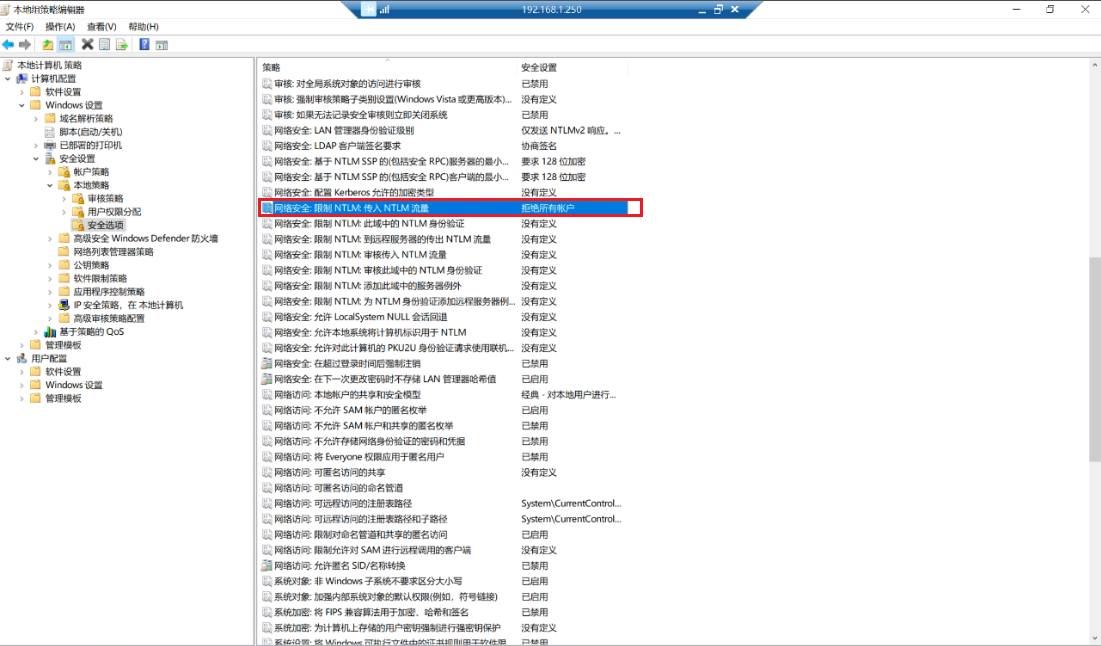 本地组策略编辑器
192.168.1.250
文件(F) 操作(A) 查看(V) 帮助(H)
本地计算机 策略
计算机配置
软件设置
Windows 设置
域名解析策略
脚本(启动/关机)
已部署的打印机
安全设置
帐户策略
本地策略
审核策略
用户权限分配
安全选项
高级安全 Windows Defender 防火墙
网络列表管理器策略
公钥策略
软件限制策略
应用程序控制策略
IP 安全策略，在 本地计算机
高级审核策略配置
基于策略的 QoS
管理模板
用户配置
软件设置
Windows 设置
管理模板
策略 安全设置
审核: 对全局系统对象的访问进行审核 已禁用
审核: 强制审核策略子类别设置(Windows Vista 或更高版本)... 没有定义
审核: 如果无法记录安全审核则立即关闭系统 已禁用
网络安全: LAN 管理器身份验证级别 仅发送 NTLMv2 响应。...
网络安全: LDAP 客户端签名要求 协商签名
网络安全: 基于 NTLM SSP 的(包括安全 RPC)服务器的最小... 要求 128 位加密
网络安全: 基于 NTLM SSP 的(包括安全 RPC)客户端的最小... 要求 128 位加密
网络安全: 配置 Kerberos 允许的加密类型 没有定义
网络安全: 限制 NTLM: 传入 NTLM 流量 拒绝所有帐户
网络安全: 限制 NTLM: 此域中的 NTLM 身份验证 没有定义
网络安全: 限制 NTLM: 到远程服务器的传出 NTLM 流量 没有定义
网络安全: 限制 NTLM: 审核传入 NTLM 流量 没有定义
网络安全: 限制 NTLM: 审核此域中的 NTLM 身份验证 没有定义
网络安全: 限制 NTLM: 添加此域中的服务器例外 没有定义
网络安全: 限制 NTLM: 为 NTLM 身份验证添加远程服务器例... 没有定义
网络安全: 允许 LocalSystem NULL 会话回退 没有定义
网络安全: 允许本地系统将计算机标识用于 NTLM 没有定义
网络安全: 允许对此计算机的 PKU2U 身份验证请求使用联机... 没有定义
网络安全: 在超过登录时间后强制注销 已禁用
网络安全: 在下一次更改密码时不存储 LAN 管理器哈希值 已启用
网络访问: 本地帐户的共享和安全模型 经典 - 对本地用户进行...
网络访问: 不允许 SAM 帐户的匿名枚举 已启用
网络访问: 不允许 SAM 帐户和共享的匿名枚举 已禁用
网络访问: 不允许存储网络身份验证的密码和凭据 已禁用
网络访问: 将 Everyone 权限应用于匿名用户 已禁用
网络访问: 可匿名访问的共享 没有定义
网络访问: 可匿名访问的命名管道
网络访问: 可远程访问的注册表路径 System\CurrentControl...
网络访问: 可远程访问的注册表路径和子路径 System\CurrentControl...
网络访问: 限制对命名管道和共享的匿名访问 已启用
网络访问: 限制允许对 SAM 进行远程调用的客户端 没有定义
网络访问: 允许匿名 SID/名称转换 已禁用
系统对象: 非 Windows 子系统不要求区分大小写 已启用
系统对象: 加强内部系统对象的默认权限(例如，符号链接) 已启用
系统加密: 将 FIPS 兼容算法用于加密、哈希和签名 已禁用
系统加密: 为计算机上存储的用户密钥强制进行强密钥保护 没有定义
系统设置: 将 Windows 可执行文件中的证书规则用于软件限 已禁用